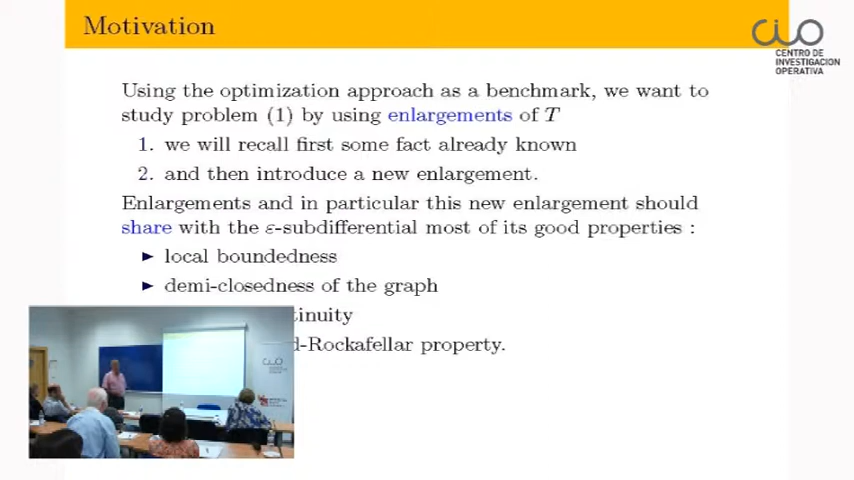 Motivation
CIO
CENTRO DE
INVESTIGACION
OPERATIVA
Using the optimization approach as a benchmark, we want to
study problem (1) by using enlargements of T
1. we will recall first some fact already known
2. and then introduce a new enlargement.
Enlargements and in particular this new enlargement should
share with the ε-subdifferential most of its good properties :
► local boundedness
► demi-closedness of the graph
tinuity
d-Rockafellar property.